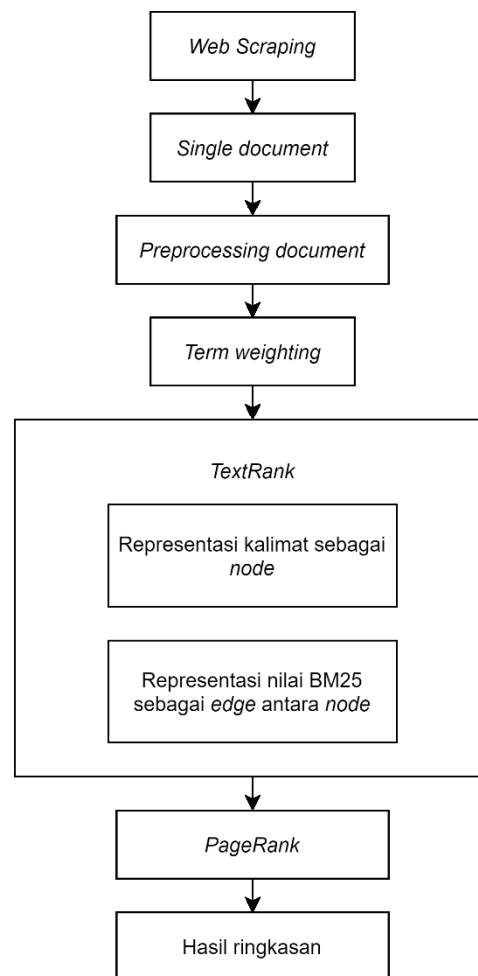 Web Scraping
Single document
Preprocessing document
Term weighting
TextRank
Representasi kalimat sebagai
node
Representasi nilai BM25
sebagai edge antara node
PageRank
Hasil ringkasan